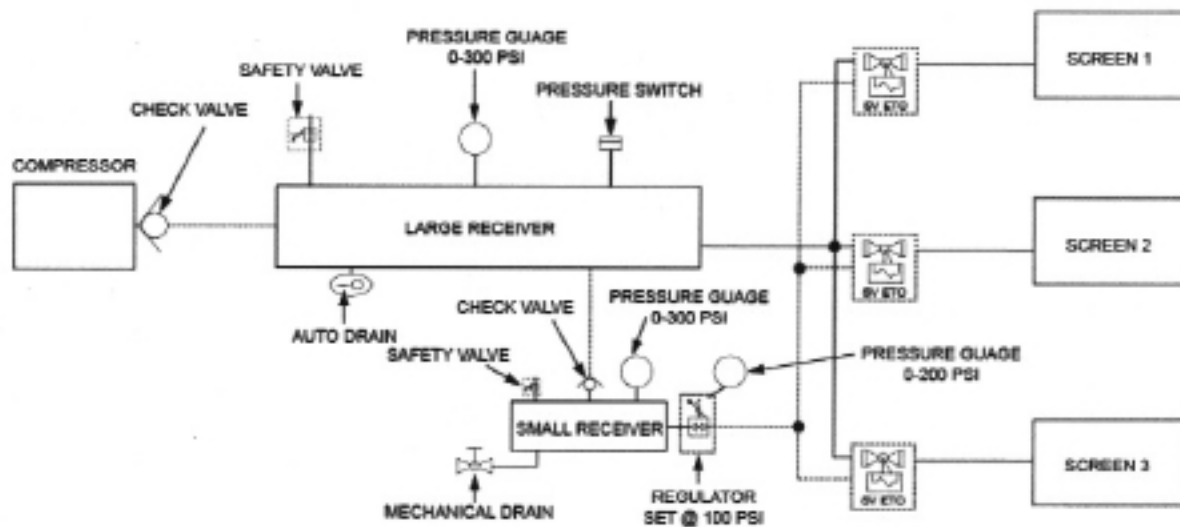 PRESSURE GUAGE
0-300 PSI
SAFETY VALVE
PRESSURE SWITCH
CHECK VALVE
COMPRESSOR
SCREEN 1
LARGE RECEIVER
SCREEN 2
PRESSURE GUAGE
0-300 PSI
CHECK VALVE
AUTO DRAIN
SAFETY VALVE
PRESSURE GUAGE
0-200 PSI
SMALL RECEIVER
SCREEN 3
MECHANICAL DRAIN
REGULATOR
SET @ 100 PSI